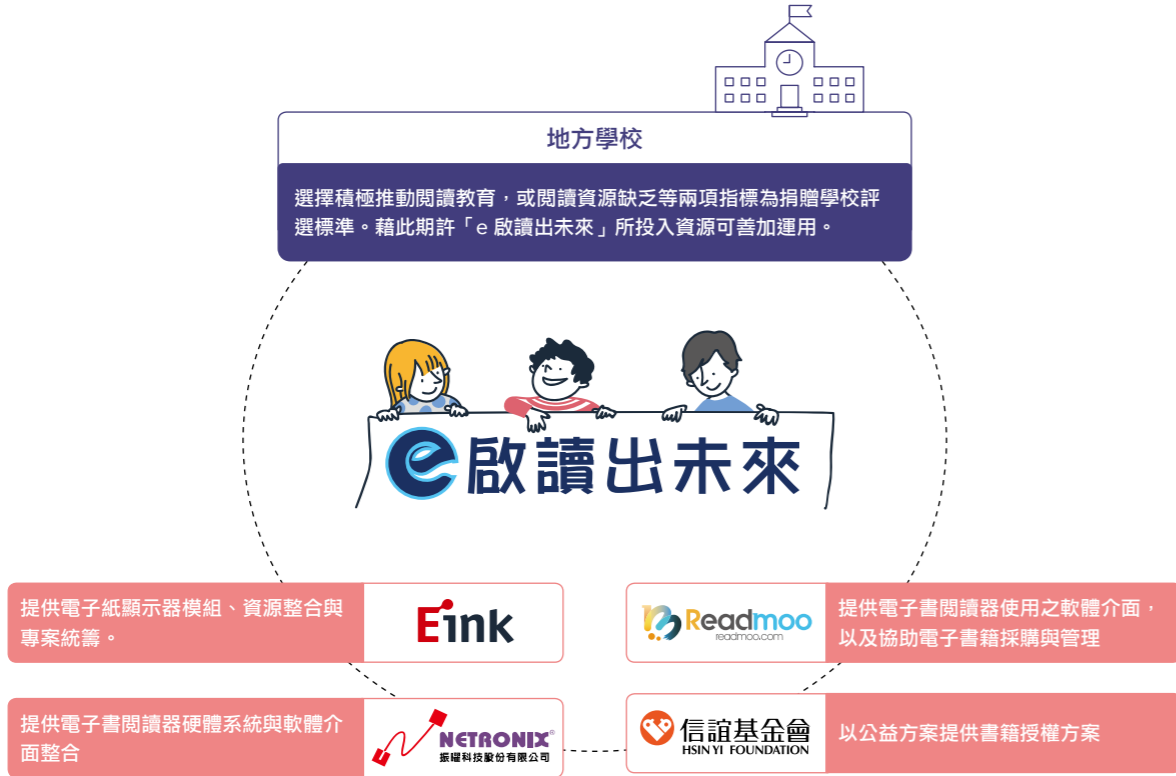 地方學校
選擇積極推動閱讀教育，或閱讀資源缺乏等兩項指標為捐贈學校評
選標準。藉此期許「e 啟讀出未來」所投入資源可善加運用。
e啟讀出未來
提供電子紙顯示器模組、資源整合與
專案統籌。
Eink
Readmoo
readmoo.com
提供電子書閱讀器使用之軟體介面，
以及協助電子書籍採購與管理
提供電子書閱讀器硬體系統與軟體介
面整合
NETRONIX®
振曜科技股份有限公司
信誼基金會
HSIN YI FOUNDATION
以公益方案提供書籍授權方案